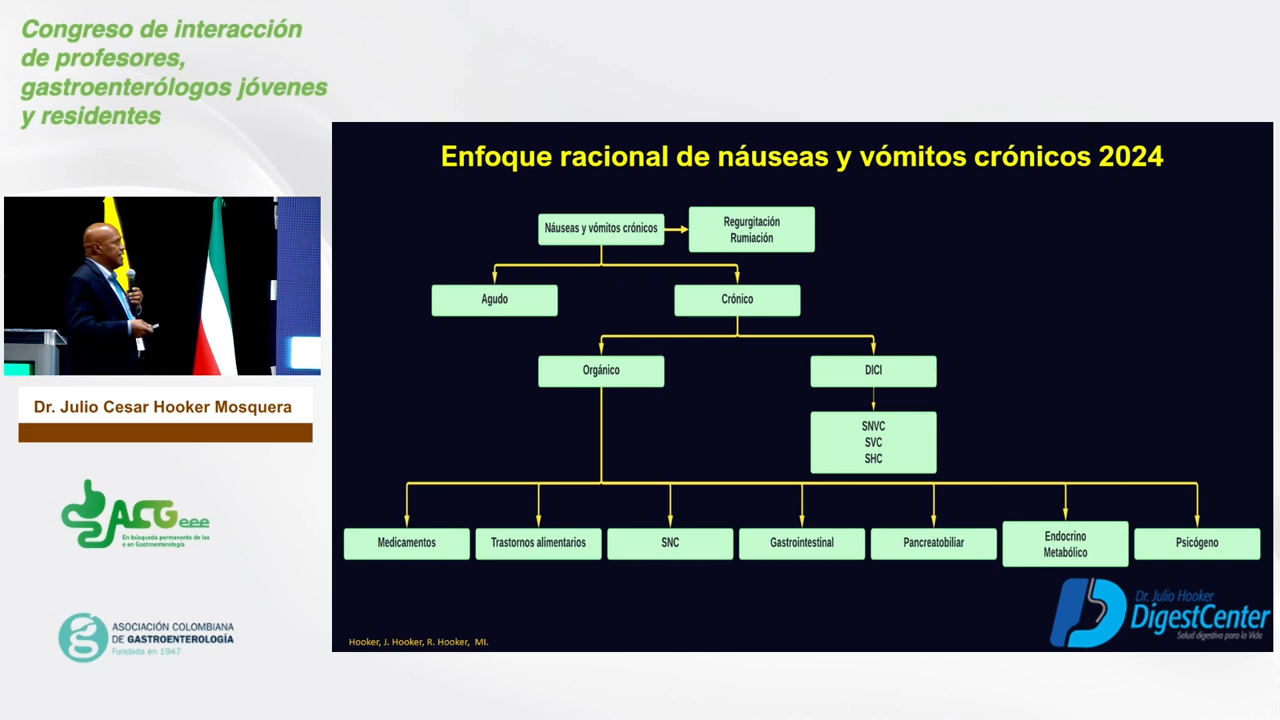 Congreso de interacción
de profesores,
gastroenterólogos jóvenes
y residentes
Enfoque racional de náuseas y vómitos crónicos 2024
Náuseas y vómitos crónicos
Regurgitación
Rumiación
Agudo
Crónico
Orgánico
DICI
SNVC
SVC
SHC
Medicamentos
Trastornos alimentarios
SNC
Gastrointestinal
Pancreatobiliar
Endocrino
Metabólico
Psicógeno
Hooker, J. Hooker, R. Hooker, MI.
Dr. Julio Hooker
DigestCenter
Salud digestiva para la Vida
Dr. Julio Cesar Hooker Mosquera
ACGeee
En búsqueda permanente de las
e en Gastroenterología
ASOCIACIÓN COLOMBIANA
DE GASTROENTEROLOGÍA
Fundada en 1947